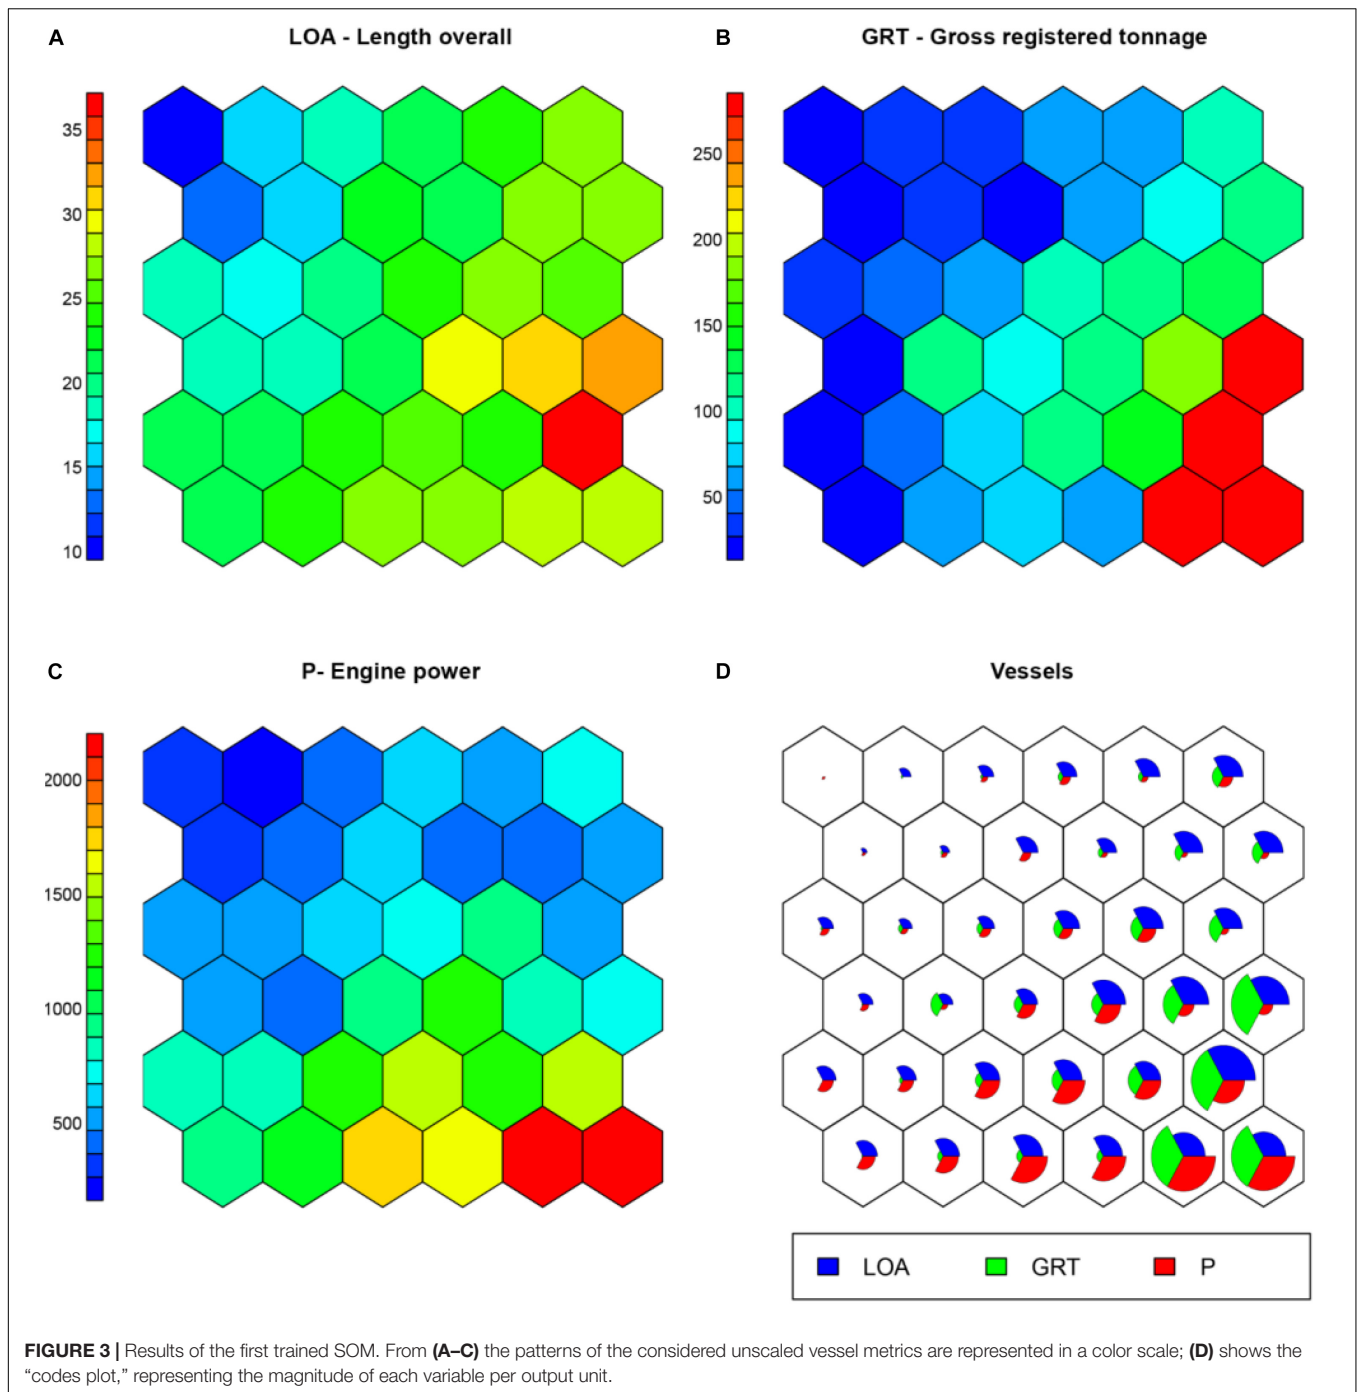 A
LOA - Length overall
35
30
25
20
15
10
B
GRT - Gross registered tonnage
250
200
150
100
50
C
P- Engine power
2000
1500
1000
500
D
Vessels
LOA
GRT
P
FIGURE 3 | Results of the first trained SOM. From (A–C) the patterns of the considered unscaled vessel metrics are represented in a color scale; (D) shows the
“codes plot,” representing the magnitude of each variable per output unit.